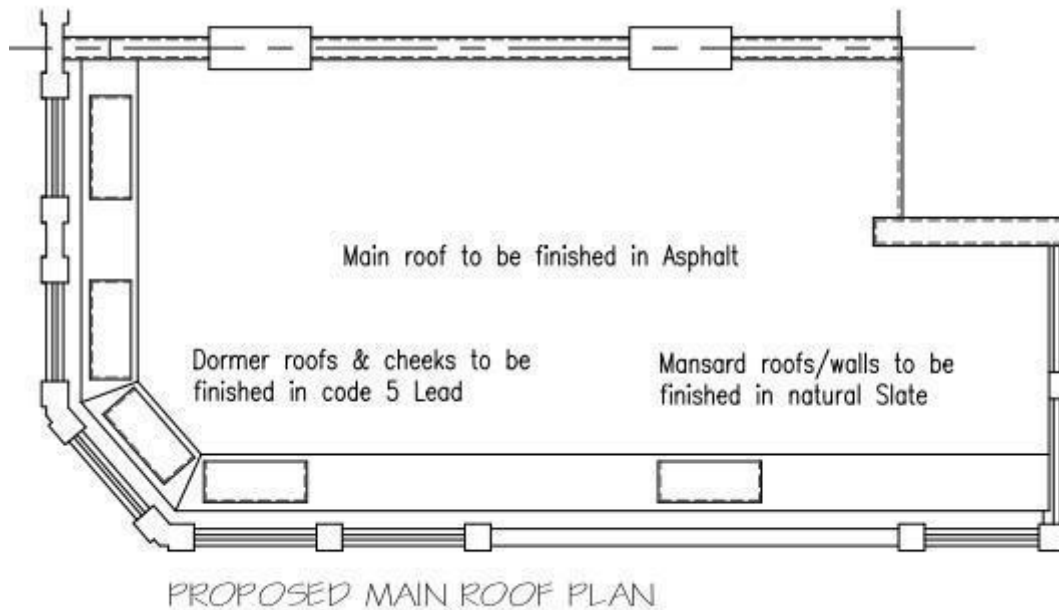 Main roof to be finished in Asphalt
Dormer roofs & cheeks to be
finished in code 5 Lead
Mansard roofs/walls to be
finished in natural Slate
PROPOSED MAIN ROOF PLAN